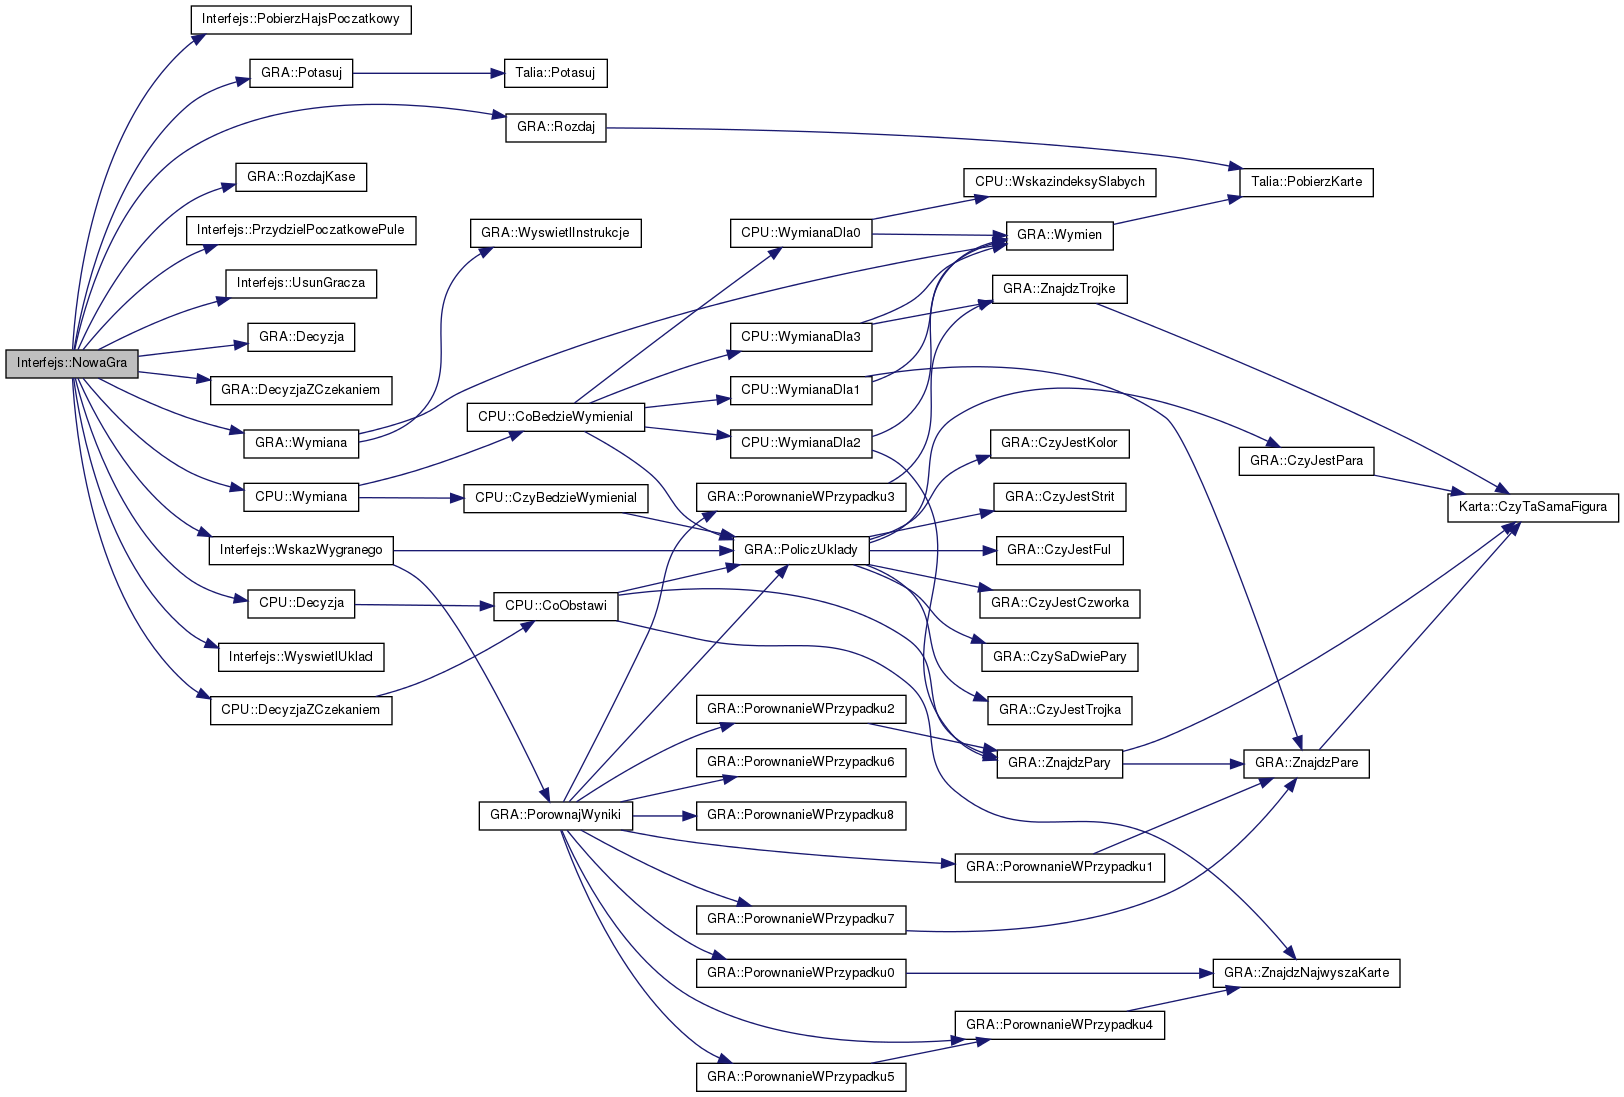 Interfejs::PobierzHajsPoczatkowy
GRA::Potasuj
Talia::Potasuj
GRA::Rozdaj
GRA::RozdajKase
CPU::WskazindeksySlabych
Talia::PobierzKarte
Interfejs::PrzydzielPoczatkowePule
GRA::WyswietlInstrukcje
CPU::WymianaDla0
GRA::Wymien
Interfejs::UsunGracza
GRA::ZnajdzTrojke
GRA::Decyzja
CPU::WymianaDla3
Interfejs::NowaGra
GRA::DecyzjaZCzekaniem
CPU::WymianaDla1
CPU::CoBedzieWymienial
GRA::Wymiana
CPU::WymianaDla2
GRA::CzyJestKolor
GRA::CzyJestPara
CPU::Wymiana
CPU::CzyBedzieWymienial
GRA::PorownanieWPrzypadku3
GRA::CzyJestStrit
Karta::CzyTaSamaFigura
Interfejs::WskazWygranego
GRA::PoliczUklady
GRA::CzyJestFul
CPU::Decyzja
CPU::CoObstawi
GRA::CzyJestCzworka
Interfejs::WyswietlUklad
GRA::CzySaDwiePary
CPU::DecyzjaZCzekaniem
GRA::PorownanieWPrzypadku2
GRA::CzyJestTrojka
GRA::PorownanieWPrzypadku6
GRA::ZnajdzPary
GRA::ZnajdzPare
GRA::PorownajWyniki
GRA::PorownanieWPrzypadku8
GRA::PorownanieWPrzypadku1
GRA::PorownanieWPrzypadku7
GRA::PorownanieWPrzypadku0
GRA::ZnajdzNajwyszaKarte
GRA::PorownanieWPrzypadku4
GRA::PorownanieWPrzypadku5